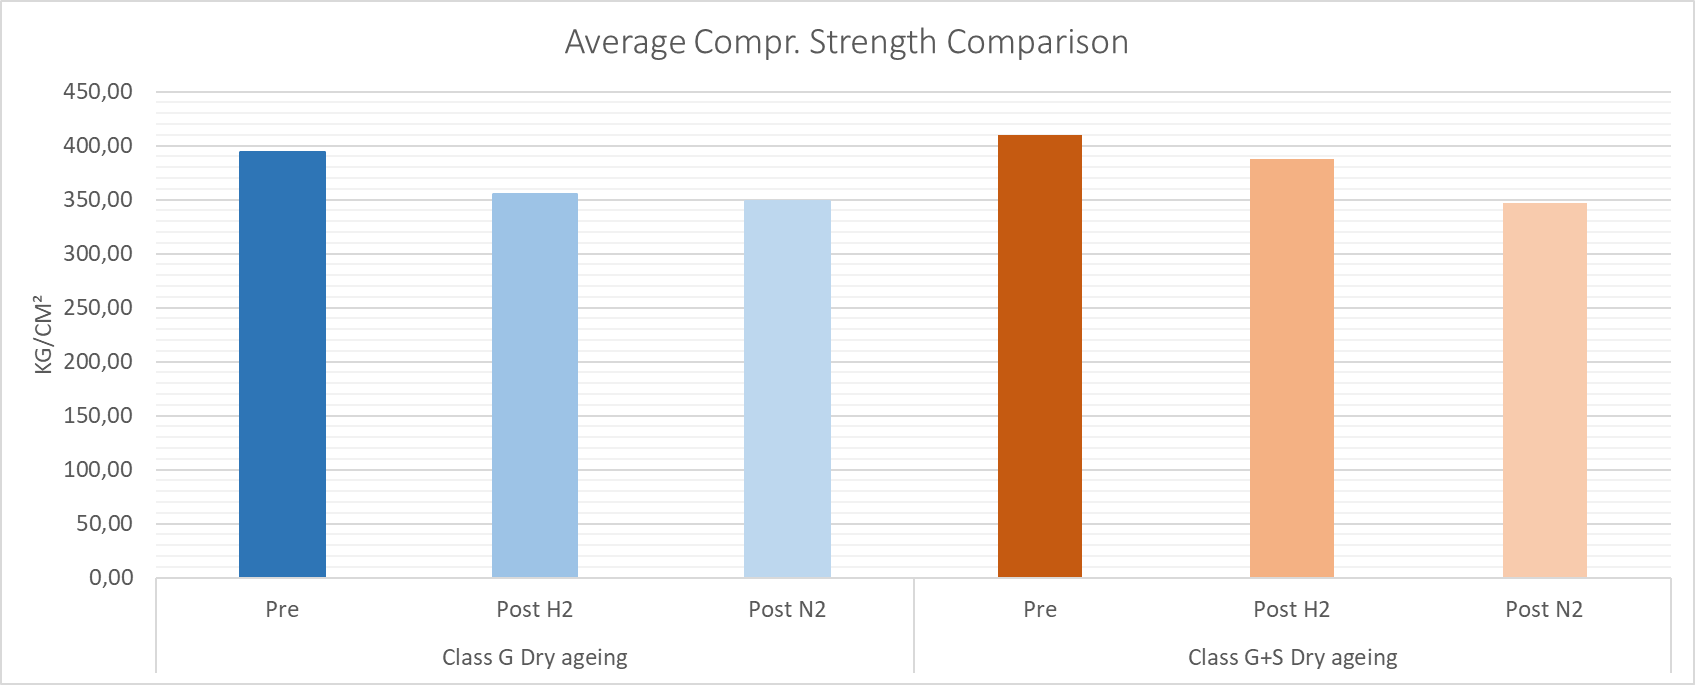 Average Compr. Strength Comparison
450,00
400,00
350,00
300,00
250,00
200,00
150,00
100,00
50,00
0,00
KG/CM²
Pre
Post H2
Post N2
Pre
Post H2
Post N2
Class G Dry ageing
Class G+S Dry ageing